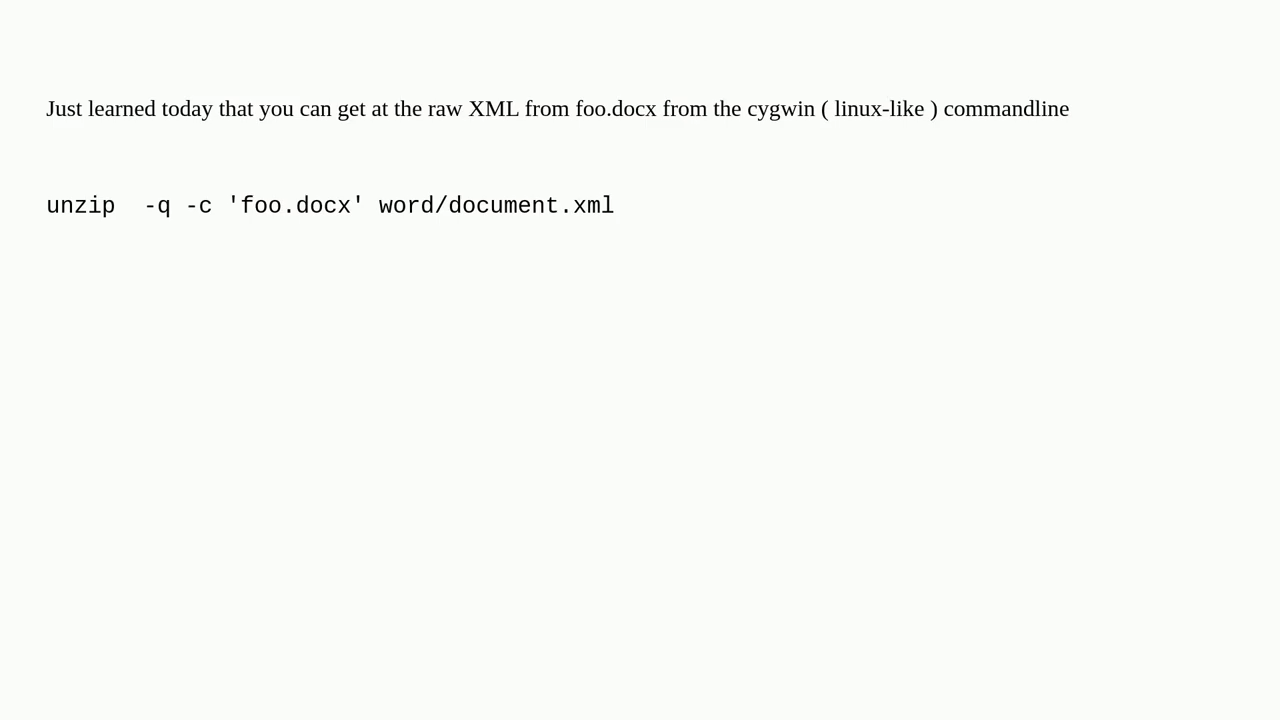 Just learned today that you can get at the raw XML from foo.docx from the cygwin ( linux-like ) commandline
unzip  -q -c 'foo.docx' word/document.xml